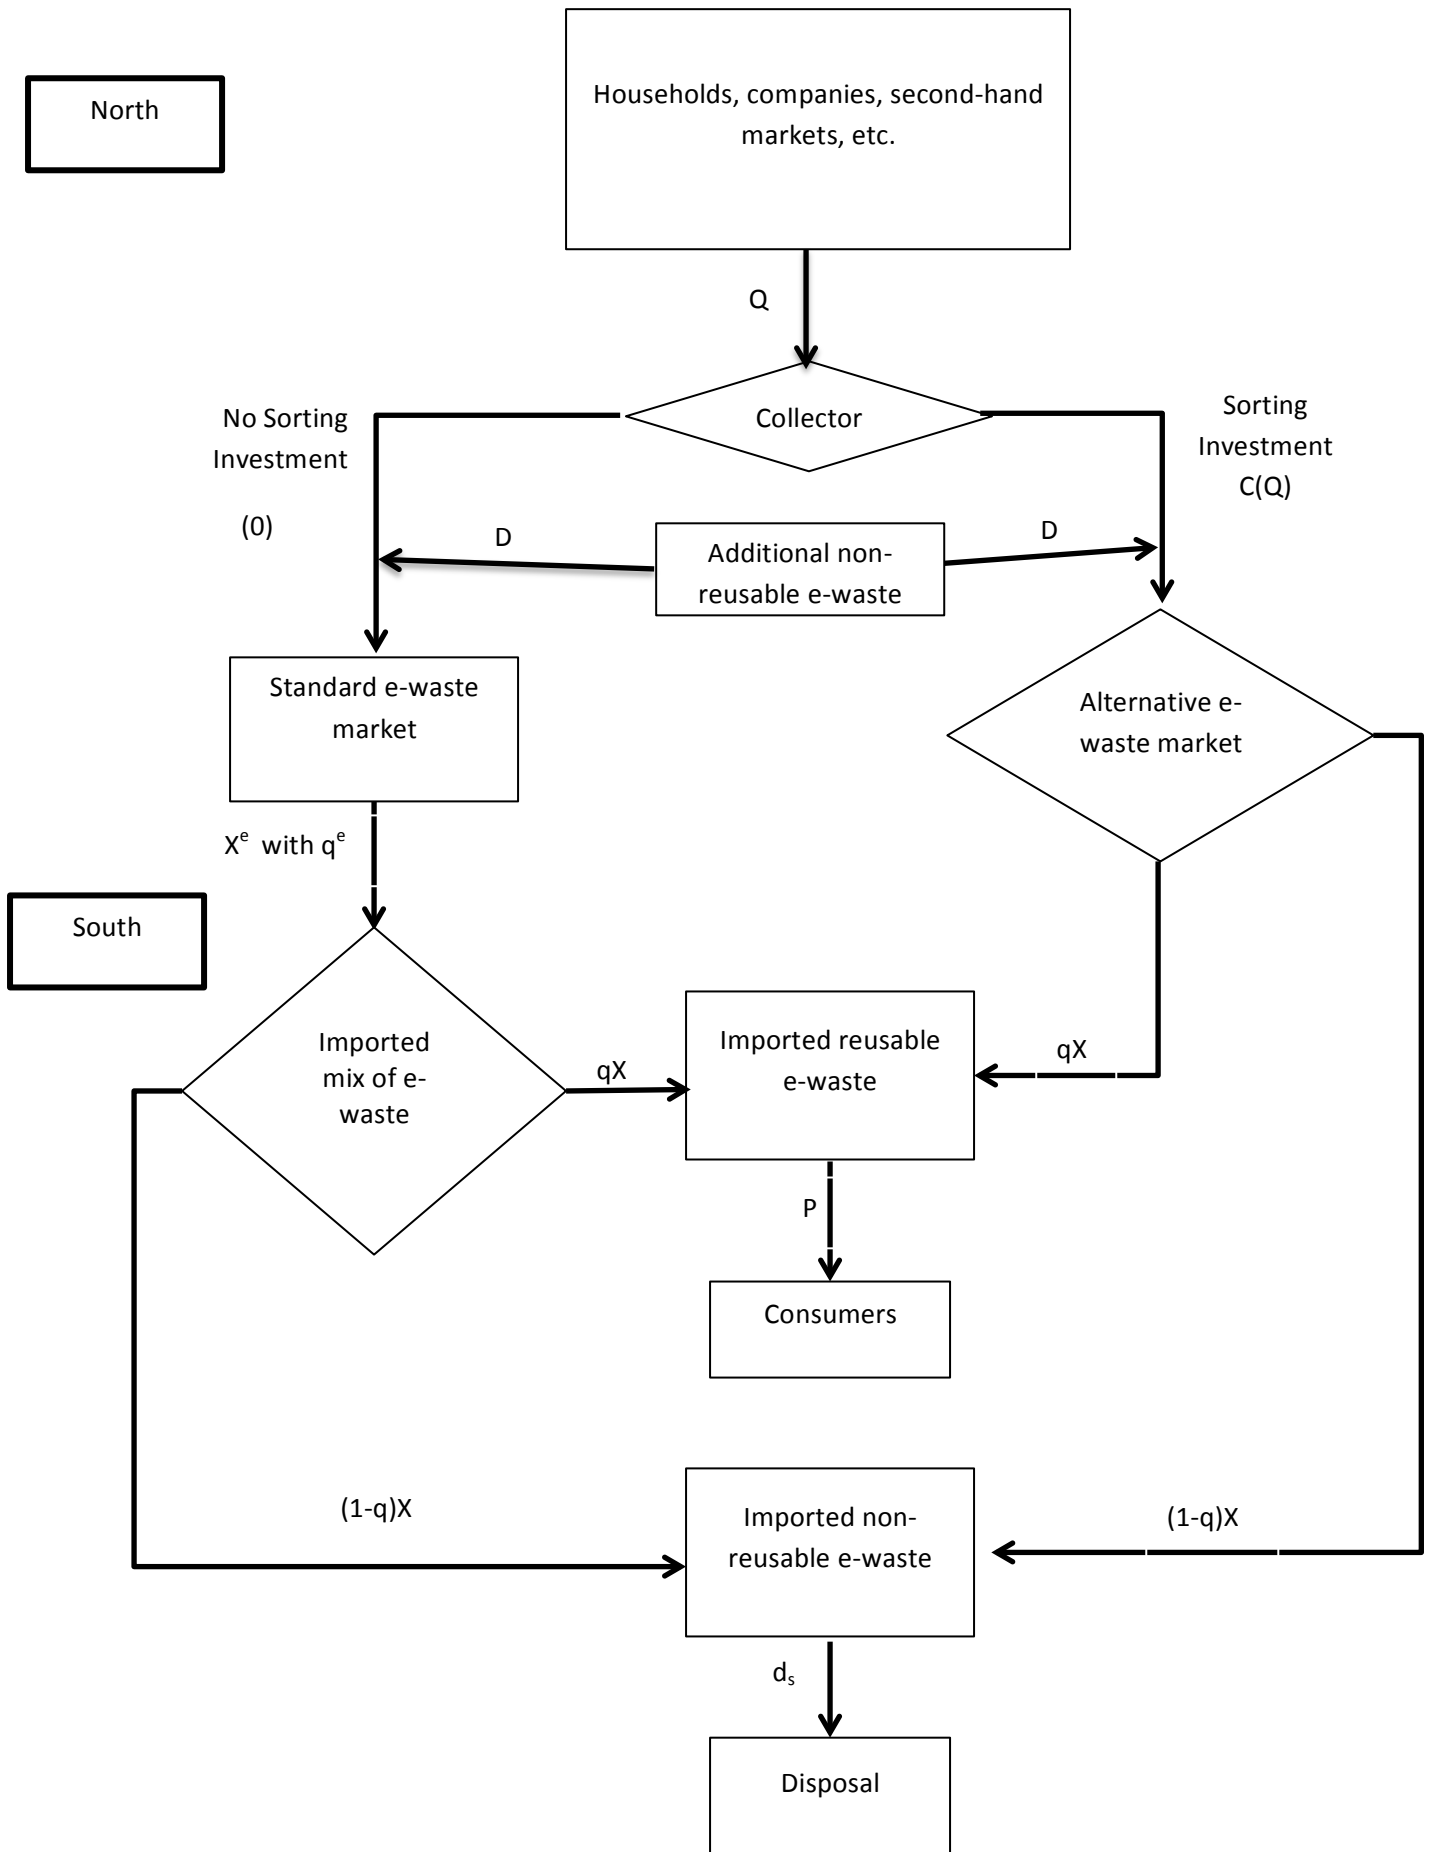 North
Households, companies, second-hand
markets, etc.
Q
Collector
No Sorting
Investment
(0)
Sorting
Investment
C(Q)
D
D
Additional non-
reusable e-waste
Standard e-waste
market
Alternative e-
waste market
Xᵉ with qᵉ
South
Imported
mix of e-
waste
qX
Imported reusable
e-waste
qX
P
Consumers
(1-q)X
Imported non-
reusable e-waste
(1-q)X
dₛ
Disposal